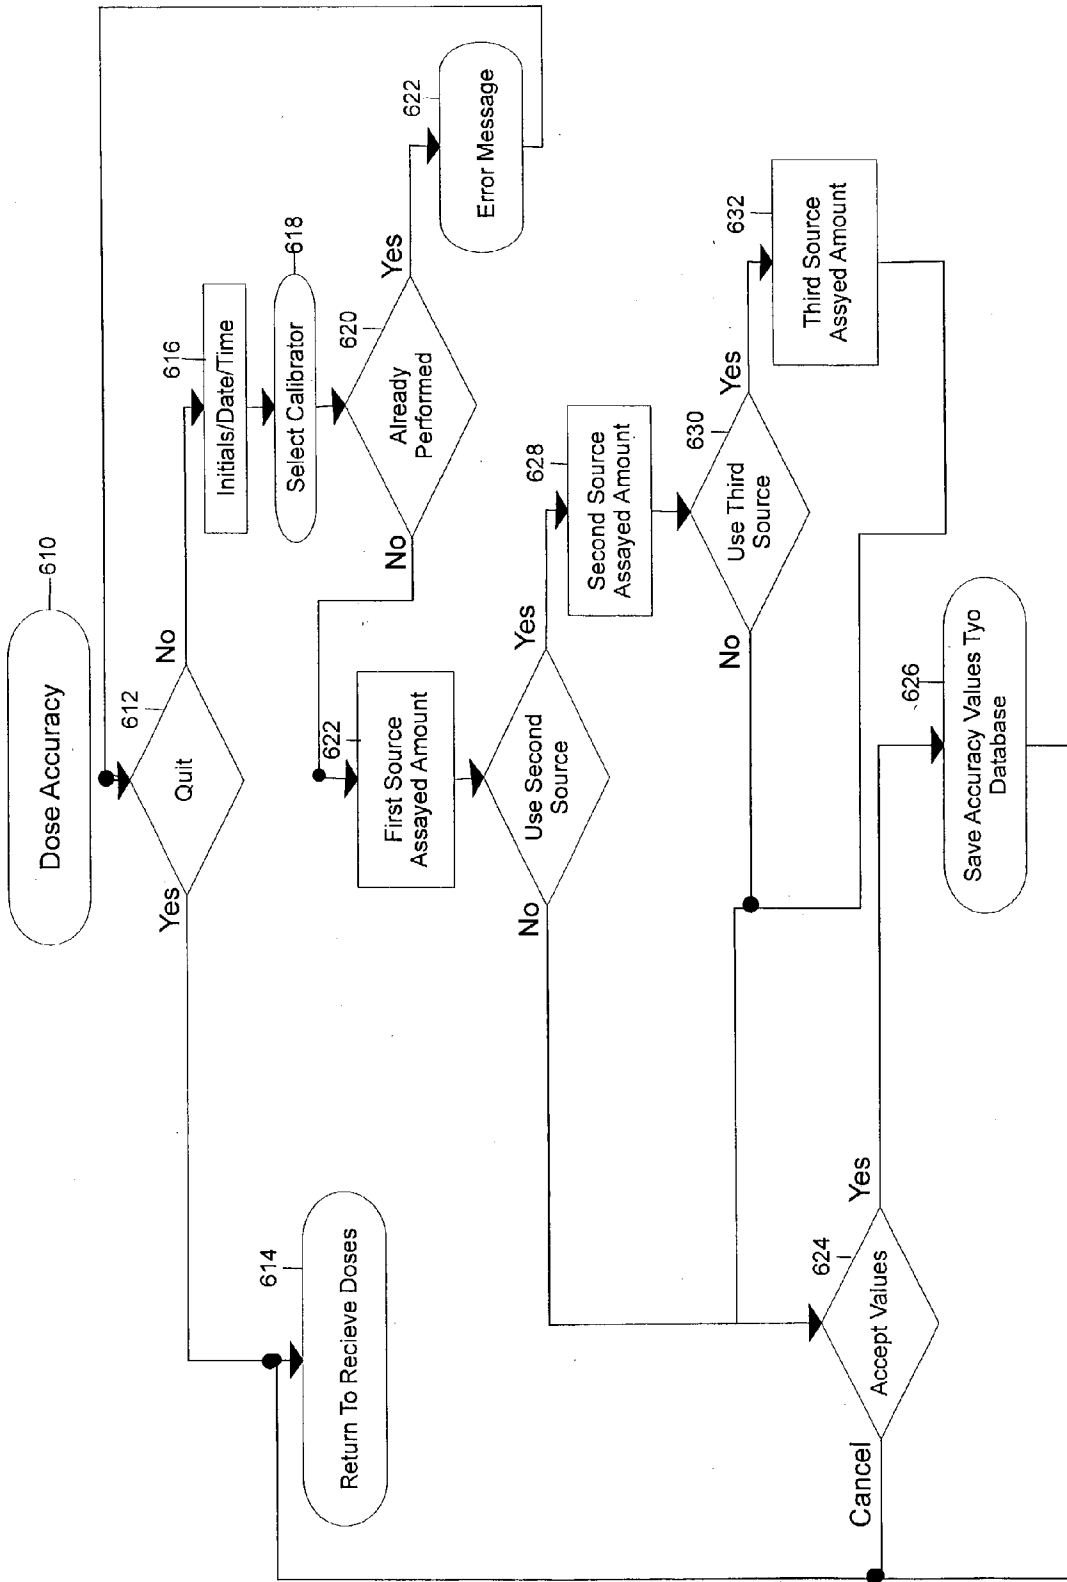 Dose Accuracy
610
Quit
612
Yes
No
614
Return To Recieve Doses
616
Initials/Date/Time
618
Select Calibrator
620
Already
Performed
Yes
No
622
Error Message
622
First Source
Assayed Amount
Use Second
Source
Yes
No
628
Second Source
Assayed Amount
630
Use Third
Source
Yes
No
632
Third Source
Assyed Amount
624
Accept Values
Yes
Cancel
626
Save Accuracy Values Tyo
Database